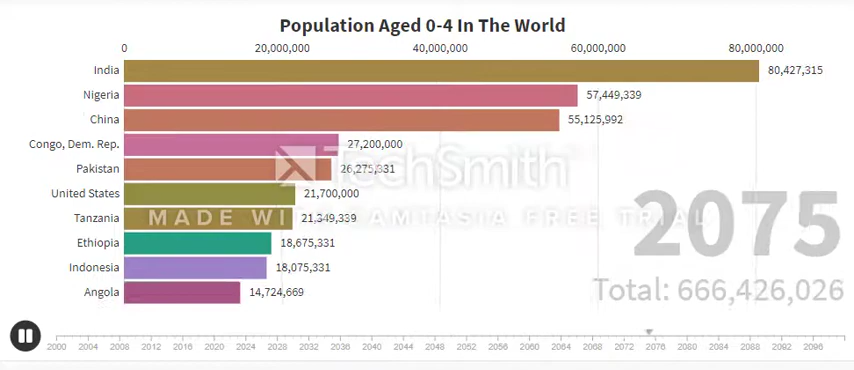 Population Aged 0-4 In The World
0 20,000,000 40,000,000 60,000,000 80,000,000
India 80,427,315
Nigeria 57,449,339
China 55,125,992
Congo, Dem. Rep. 27,200,000
Pakistan 26,275,331
TechSmith
United States 21,700,000
Tanzania 21,349,339
MADE WITH CAMTASIA FREE TRIAL
Ethiopia 18,675,331
2075
Indonesia 18,075,331
Angola 14,724,669
Total: 666,426,026
2000 2004 2008 2012 2016 2020 2024 2028 2032 2036 2040 2044 2048 2052 2056 2060 2064 2068 2072 2076 2080 2084 2088 2092 2096